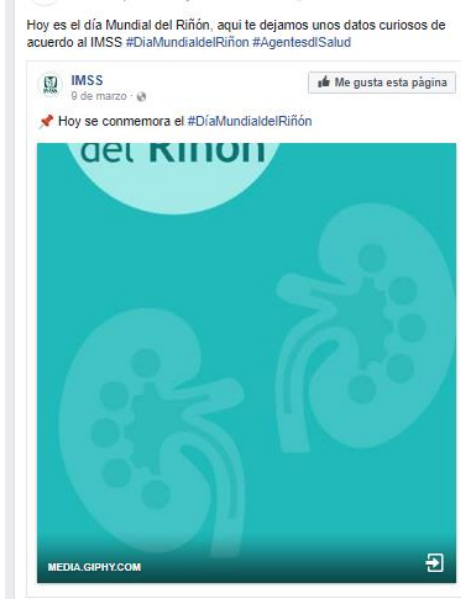 Hoy es el día Mundial del Riñón, aqui te dejamos unos datos curiosos de
acuerdo al IMSS #DiaMundialdelRiñon #AgentesdlSalud
IMSS
Me gusta esta página
9 de marzo ·
Hoy se conmemora el #DíaMundialdelRiñón
del Riñón
MEDIA.GIPHY.COM